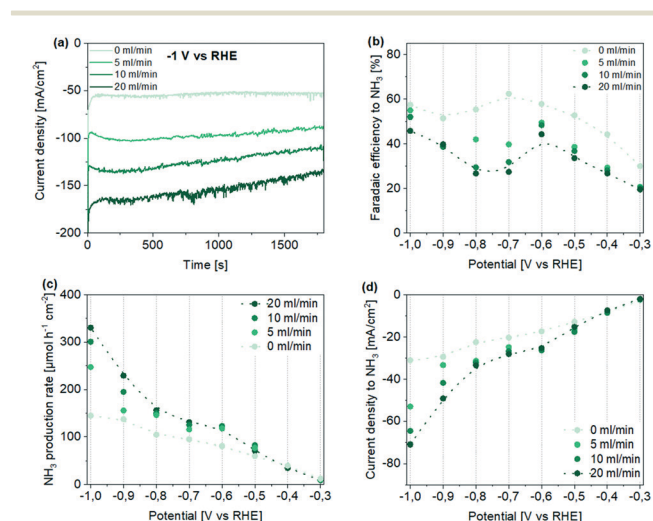 (a)
-1 V vs RHE
0 ml/min
5 ml/min
10 ml/min
20 ml/min
Current density [mA/cm²]
0
-50
-100
-150
-200
0 500 1000 1500
Time [s]
(b)
0 ml/min
5 ml/min
10 ml/min
20 ml/min
Faradaic efficiency to NH₃ [%]
80
60
40
20
0
-1,0 -0,9 -0,8 -0,7 -0,6 -0,5 -0,4 -0,3
Potential [V vs RHE]
(c)
20 ml/min
10 ml/min
5 ml/min
0 ml/min
NH₃ production rate [μmol h⁻¹ cm⁻²]
400
300
200
100
0
-1,0 -0,9 -0,8 -0,7 -0,6 -0,5 -0,4 -0,3
Potential [V vs RHE]
(d)
0 ml/min
5 ml/min
10 ml/min
20 ml/min
Current density to NH₃ [mA/cm²]
0
-20
-40
-60
-80
-1,0 -0,9 -0,8 -0,7 -0,6 -0,5 -0,4 -0,3
Potential [V vs RHE]